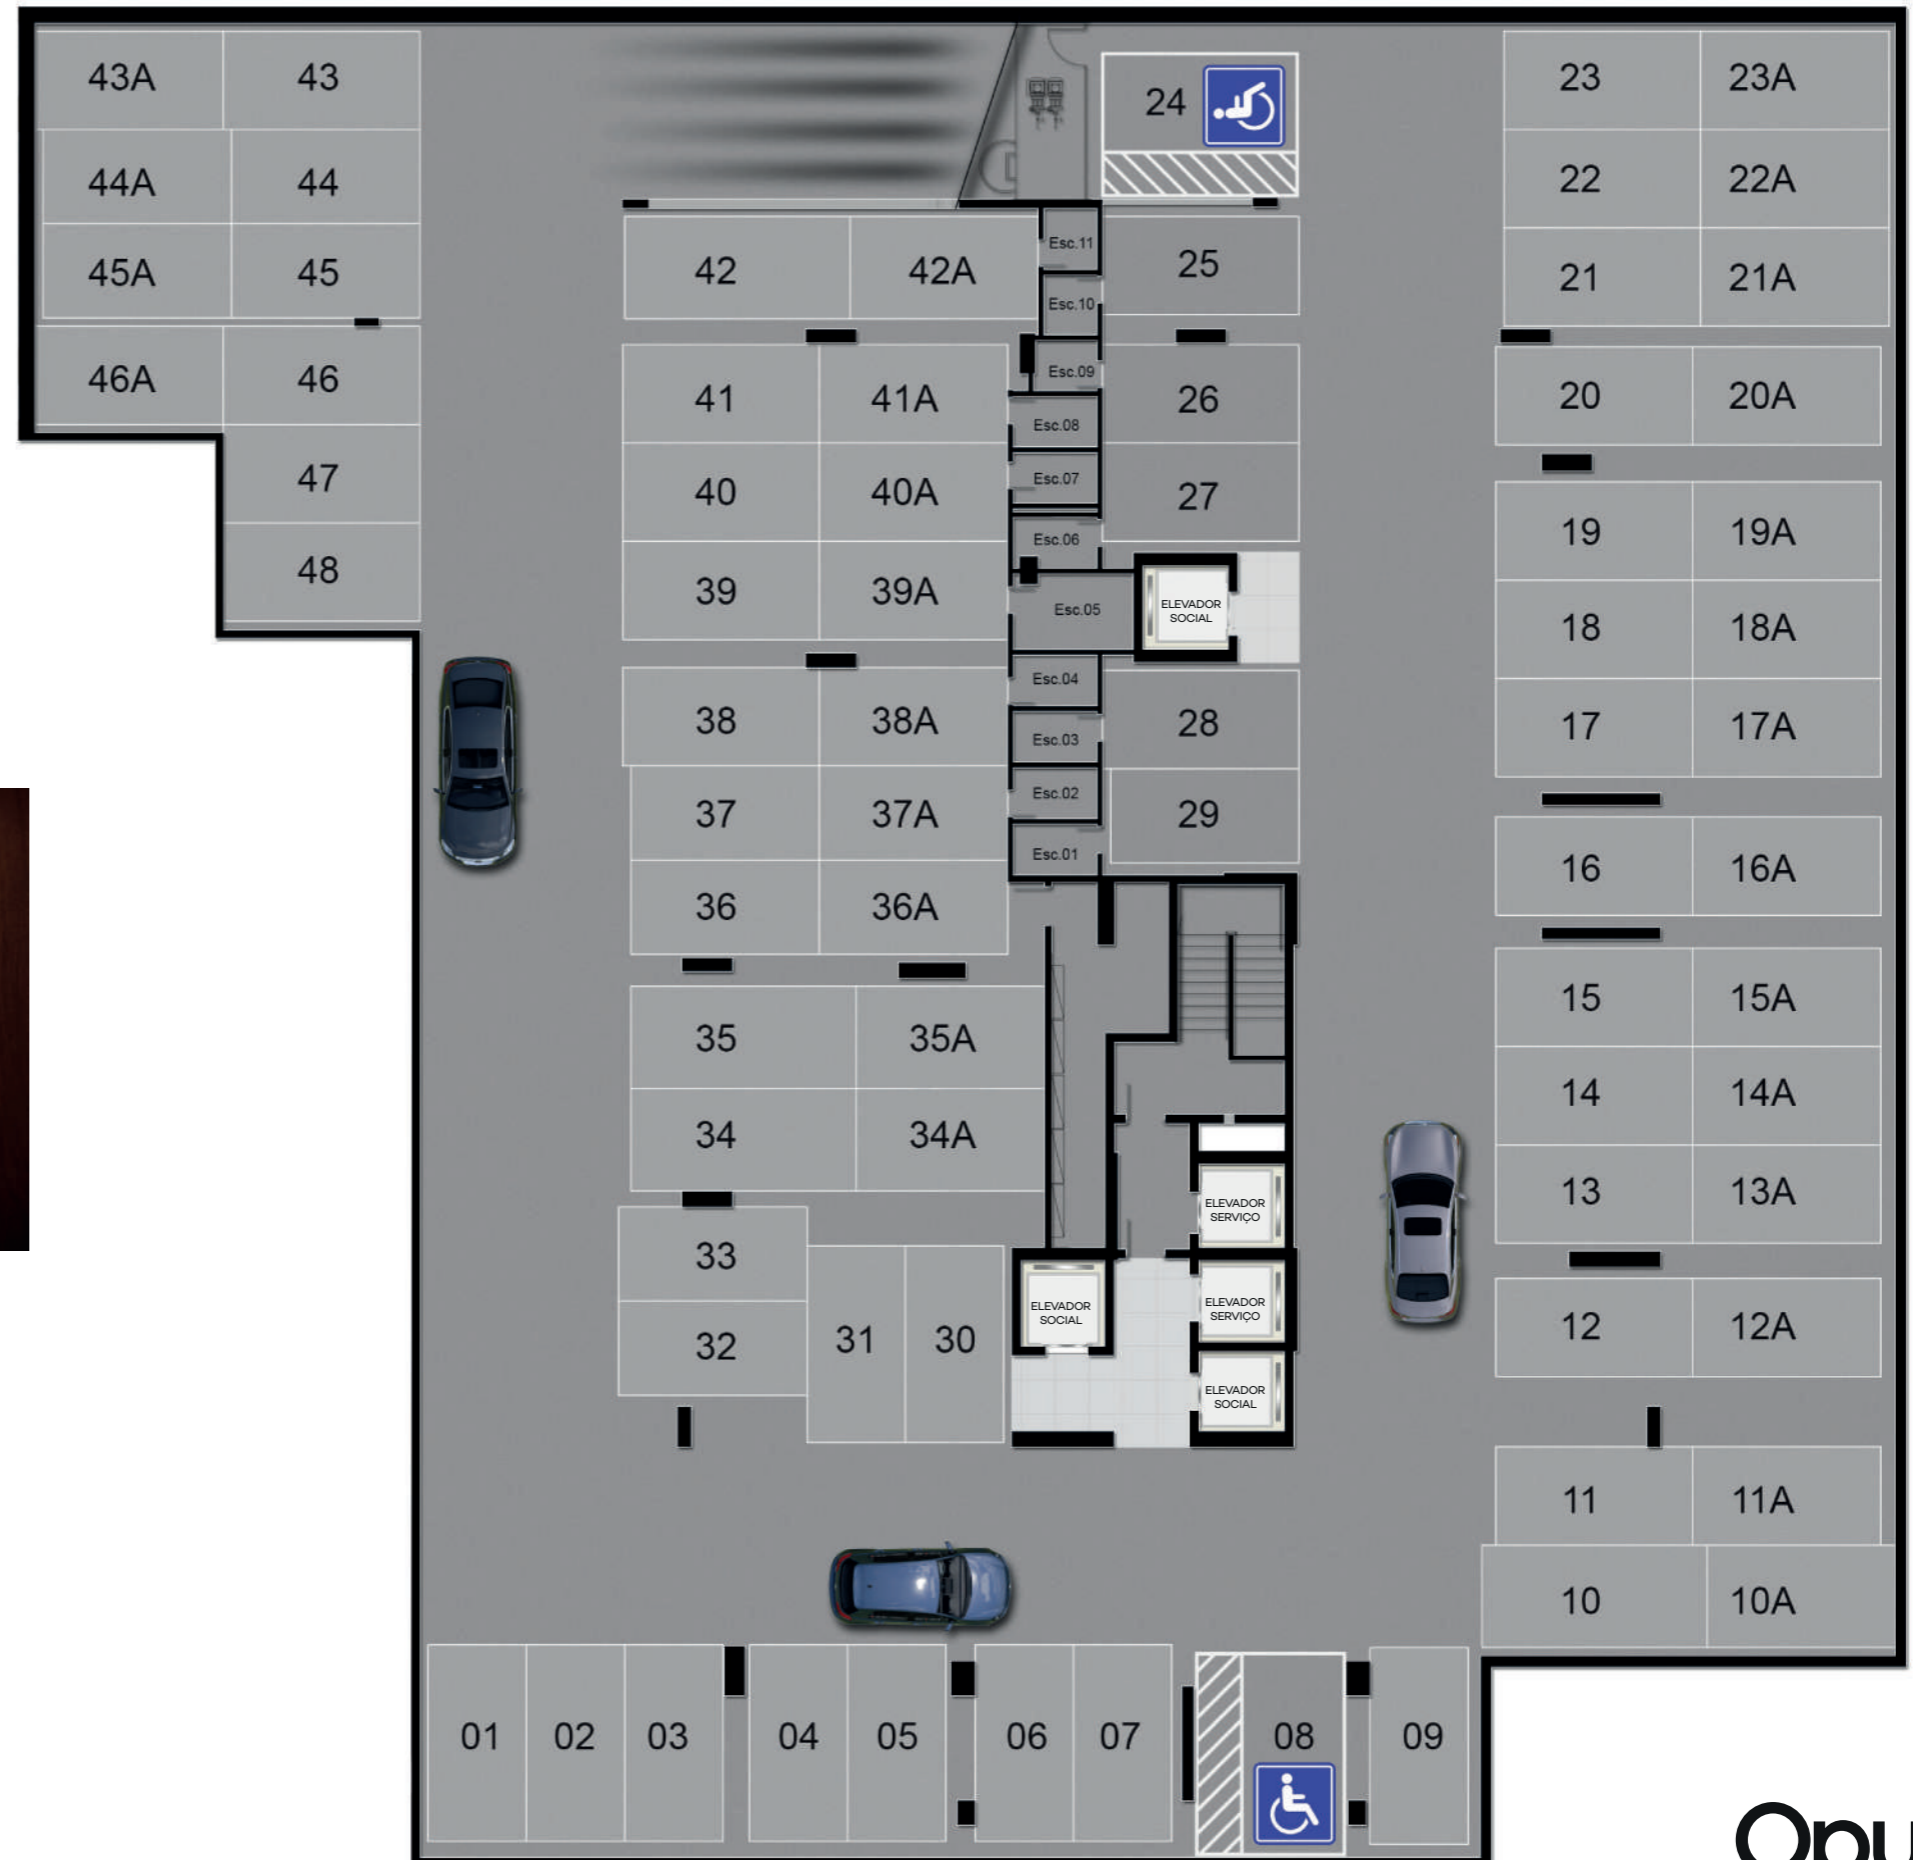 43A 43
44A 44
45A 45
46A 46
47
48
24
23 23A
22 22A
21 21A
20 20A
19 19A
18 18A
17 17A
16 16A
15 15A
14 14A
13 13A
12 12A
11 11A
10 10A
42 42A
41 41A
40 40A
39 39A
38 38A
37 37A
36 36A
35 35A
34 34A
33
32
31 30
Esc.11
Esc.10
Esc.09
Esc.08
Esc.07
Esc.06
Esc.05
Esc.04
Esc.03
Esc.02
Esc.01
25
26
27
ELEVADOR
SOCIAL
28
29
ELEVADOR
SERVIÇO
ELEVADOR
SOCIAL
ELEVADOR
SERVIÇO
ELEVADOR
SOCIAL
01 02 03 04 05 06 07 08 09